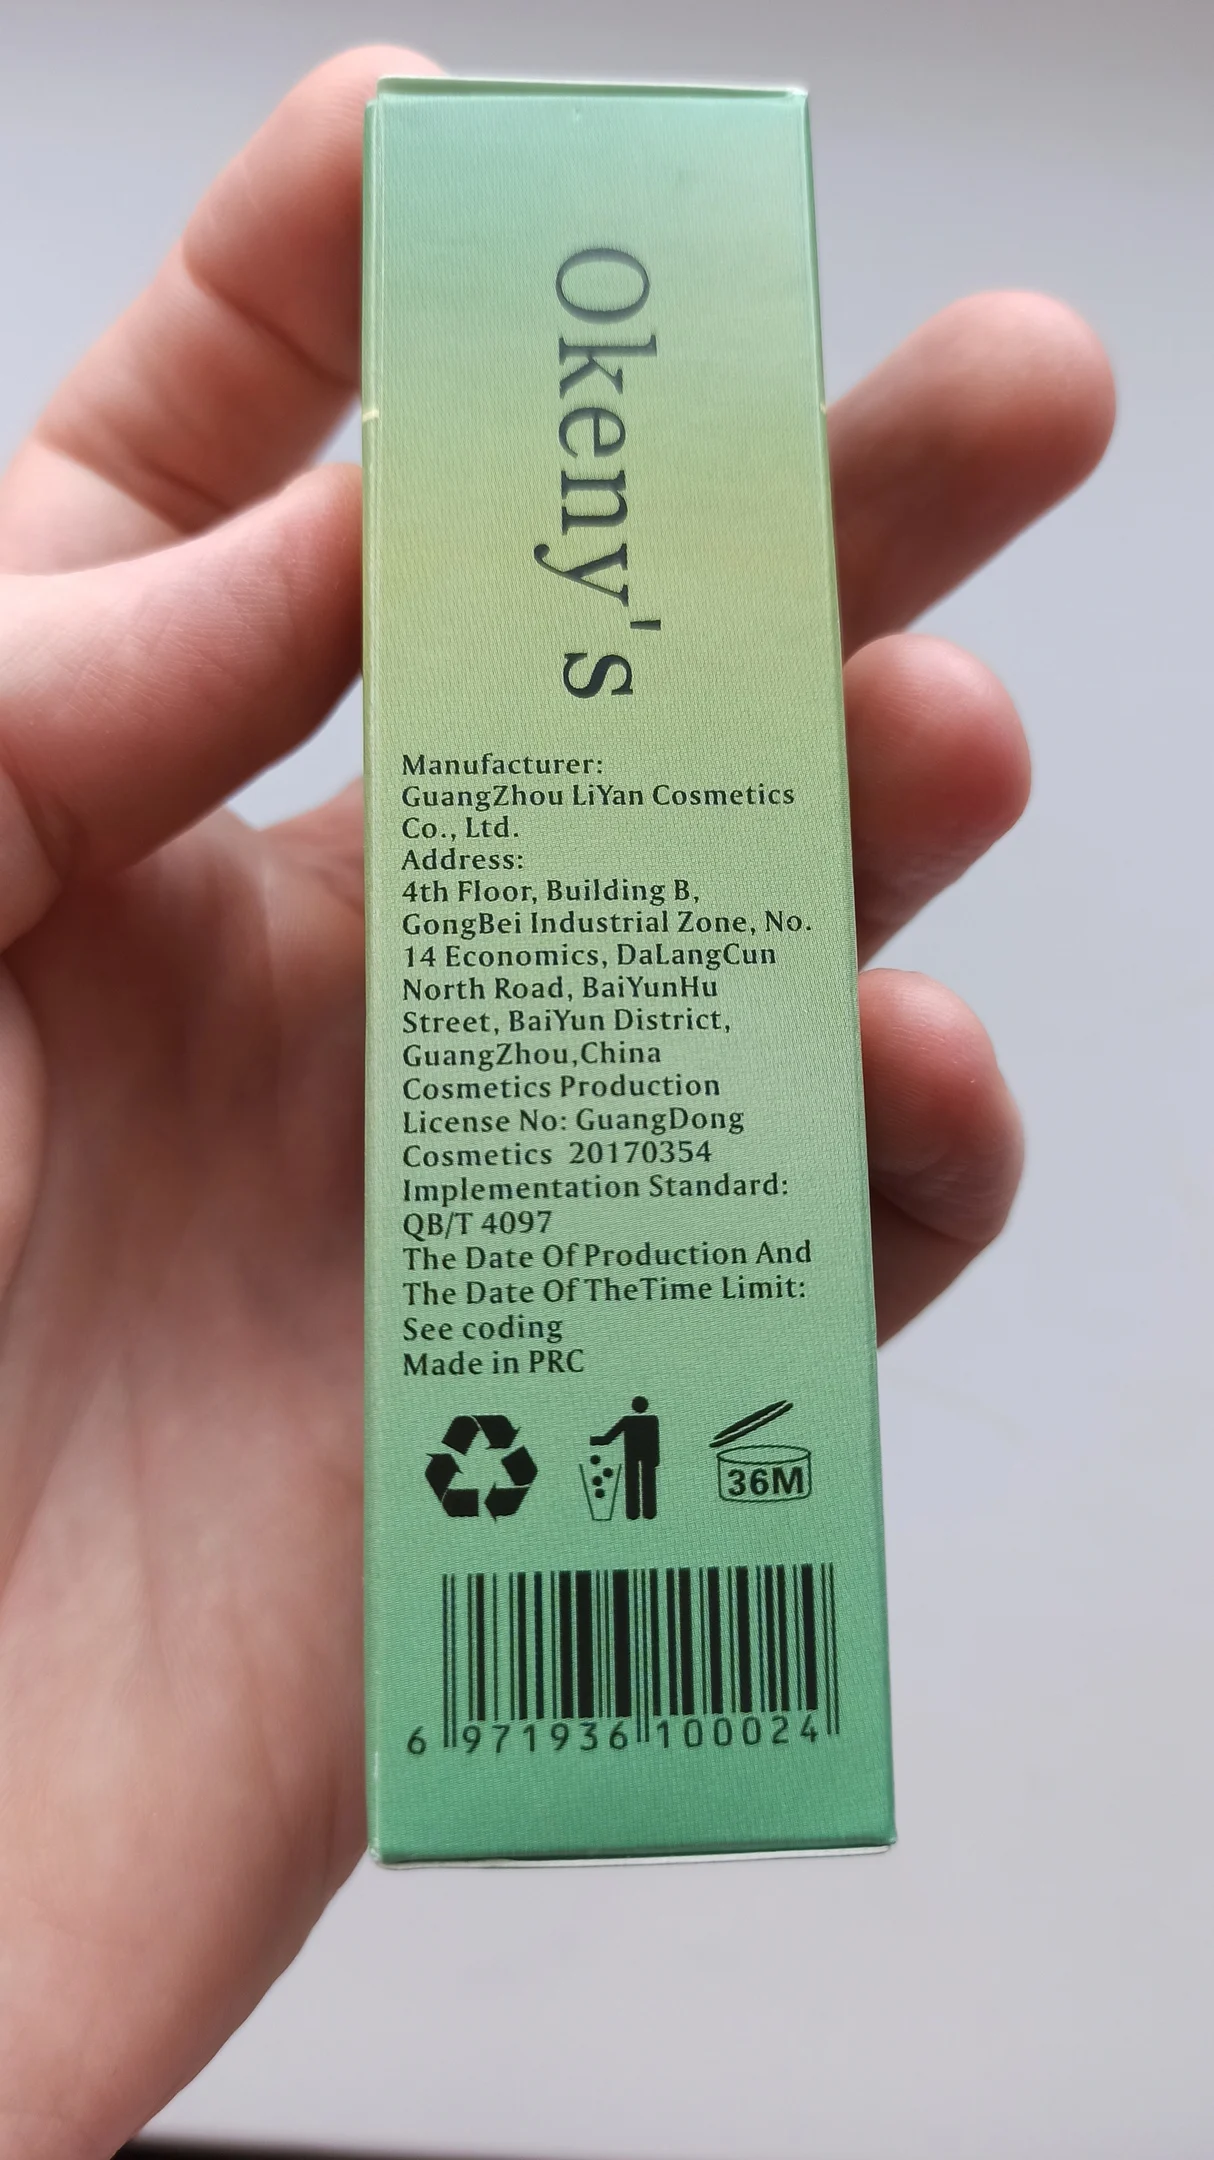 Okeny's
Manufacturer:
GuangZhou LiYan Cosmetics
Co., Ltd.
Address:
4th Floor, Building B,
GongBei Industrial Zone, No.
14 Economics, DaLangCun
North Road, BaiYunHu
Street, BaiYun District,
GuangZhou,China
Cosmetics Production
License No: GuangDong
Cosmetics 20170354
Implementation Standard:
QB/T 4097
The Date Of Production And
The Date Of TheTime Limit:
See coding
Made in PRC
36M
6 971936 100024